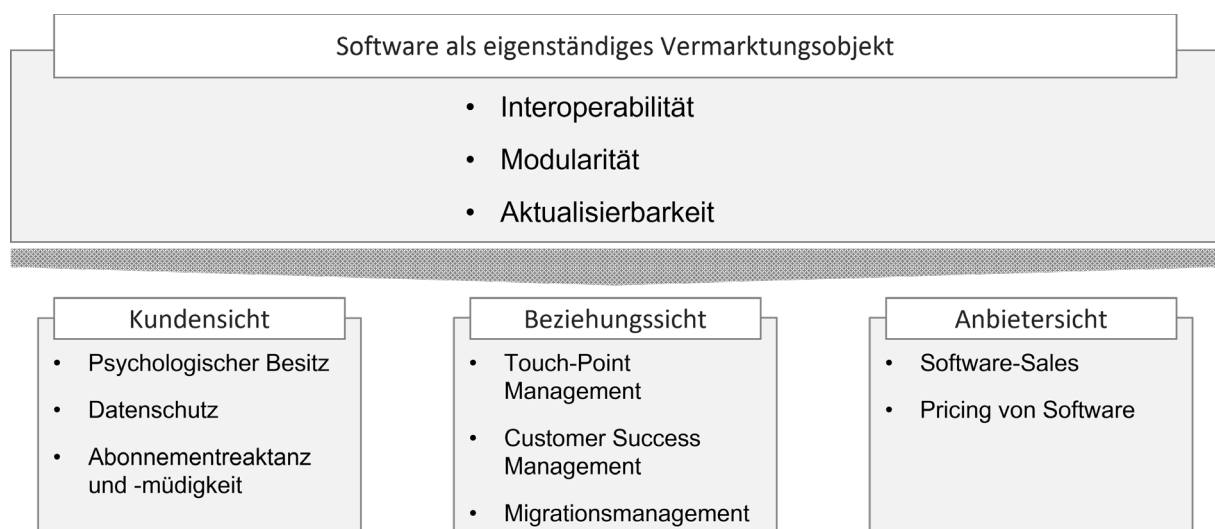 Software als eigenständiges Vermarktungsobjekt
• Interoperabilität
• Modularität
• Aktualisierbarkeit
Kundensicht
• Psychologischer Besitz
• Datenschutz
• Abonnementreaktanz
und -müdigkeit
Beziehungssicht
• Touch-Point
Management
• Customer Success
Management
• Migrationsmanagement
Anbietersicht
• Software-Sales
• Pricing von Software